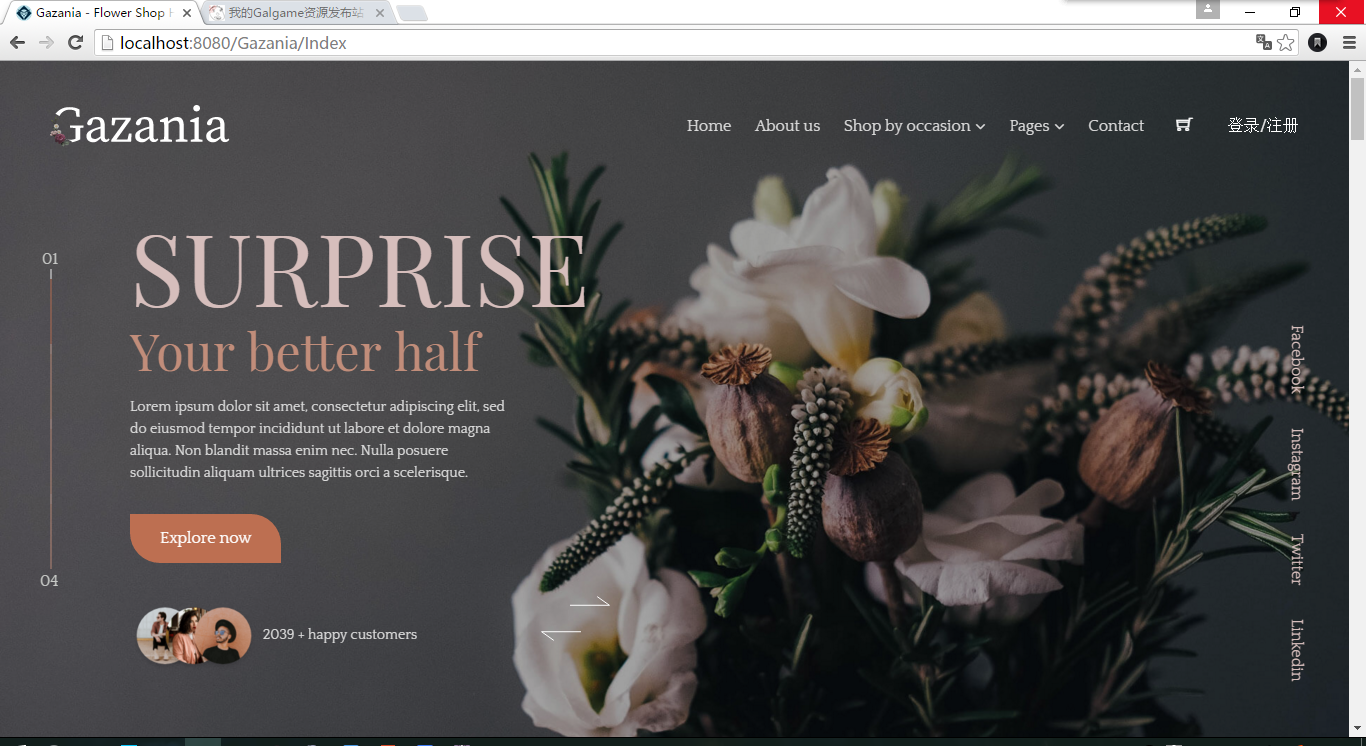 Gazania - Flower Shop H
我的Galgame资源发布站
localhost:8080/Gazania/Index
Gazania
Home About us Shop by occasion Pages Contact 登录/注册
01
SURPRISE
Your better half
Lorem ipsum dolor sit amet, consectetur adipiscing elit, sed
do eiusmod tempor incididunt ut labore et dolore magna
aliqua. Non blandit massa enim nec. Nulla posuere
sollicitudin aliquam ultrices sagittis orci a scelerisque.
Explore now
04
2039 + happy customers
Facebook
Instagram
Twitter
Linkedin